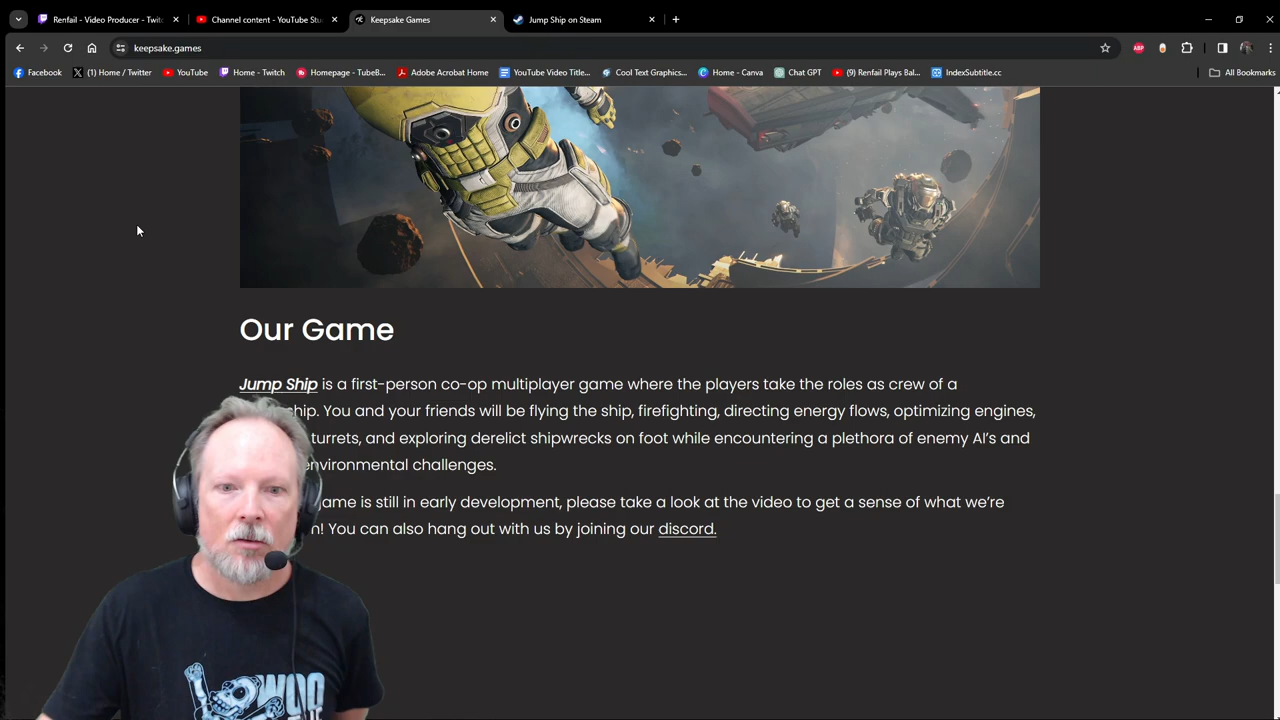 Renfail - Video Producer - Twitc
Channel content - YouTube Stu
Keepsake Games
Jump Ship on Steam
keepsake.games
Facebook
(1) Home / Twitter
YouTube
Home - Twitch
Homepage - TubeB...
Adobe Acrobat Home
YouTube Video Title...
Cool Text Graphics...
Home - Canva
Chat GPT
(9) Renfail Plays Bal...
IndexSubtitle.cc
All Bookmarks
ABP
Our Game
Jump Ship is a first-person co-op multiplayer game where the players take the roles as crew of a
ship. You and your friends will be flying the ship, firefighting, directing energy flows, optimizing engines,
turrets, and exploring derelict shipwrecks on foot while encountering a plethora of enemy AI's and
environmental challenges.
game is still in early development, please take a look at the video to get a sense of what we're
You can also hang out with us by joining our discord.
WOO